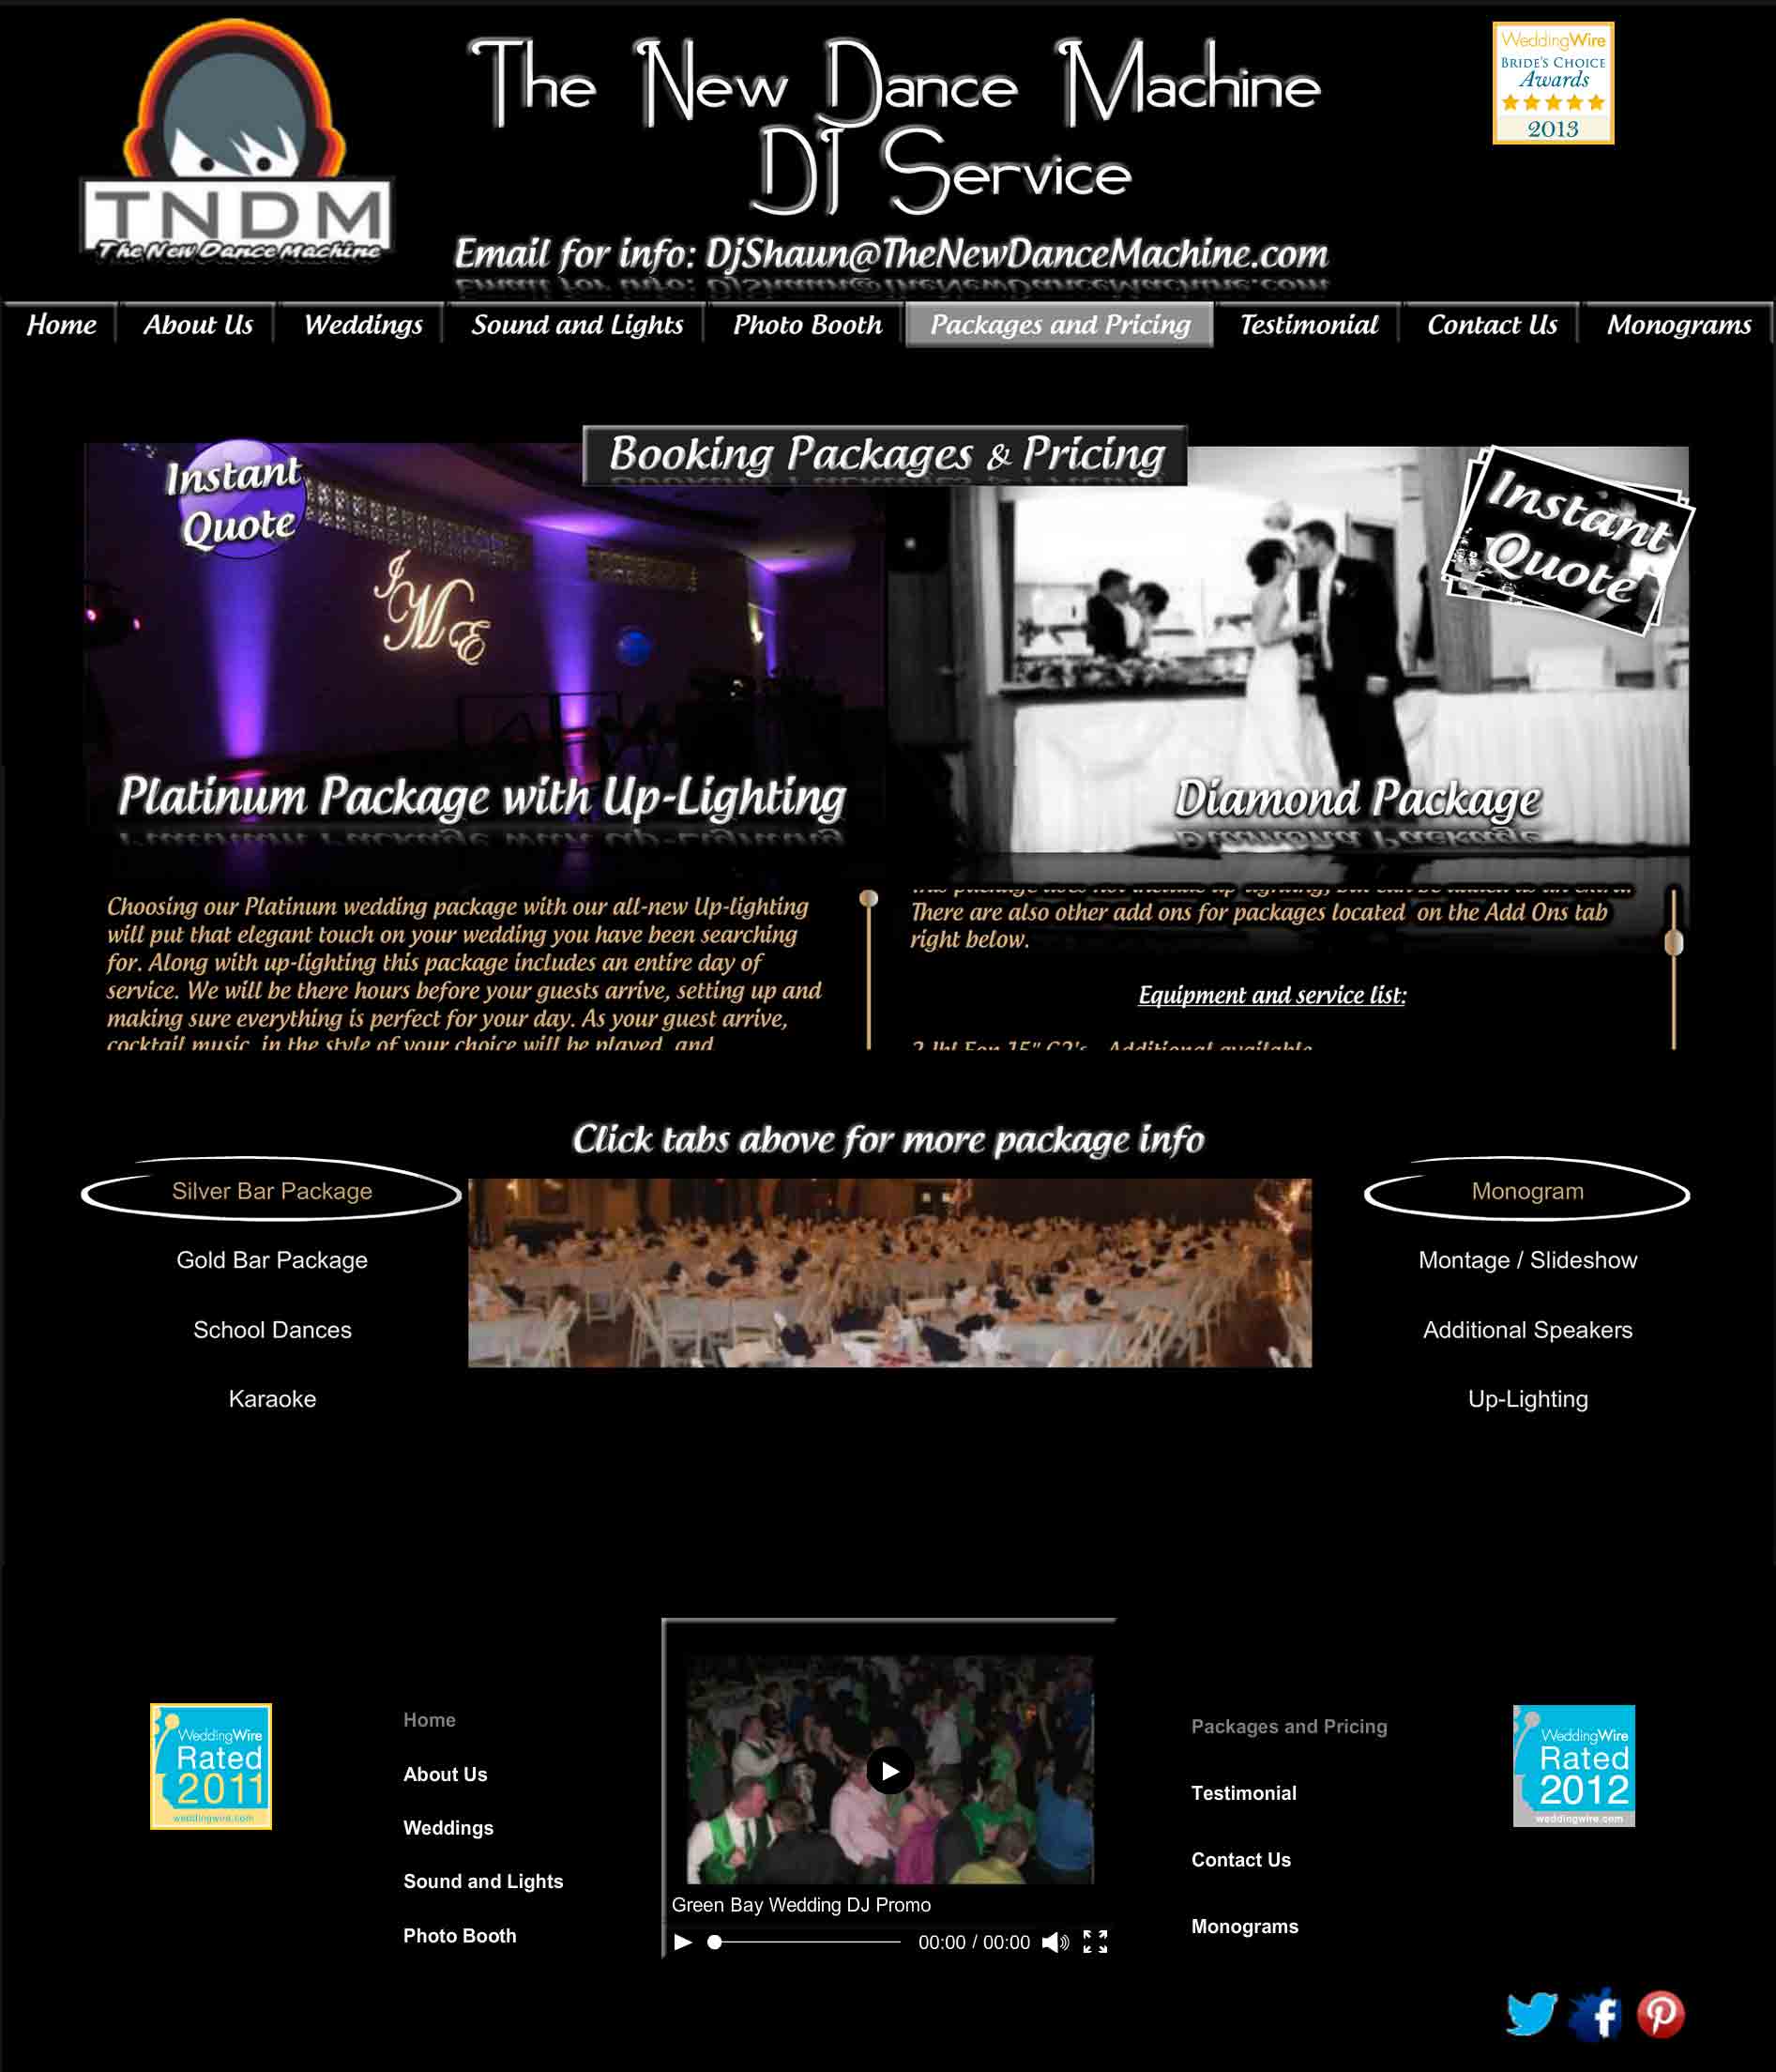 The New Dance Machine
DJ Service
WeddingWire
BRIDE'S CHOICE
Awards
2013
TNDM
The New Dance Machine
Email for info: DjShaun@TheNewDanceMachine.com
Home
About Us
Weddings
Sound and Lights
Photo Booth
Packages and Pricing
Testimonial
Contact Us
Monograms
Booking Packages & Pricing
Instant
Quote
Instant
Quote
I M E
Platinum Package with Up-Lighting
Diamond Package
Choosing our Platinum wedding package with our all-new Up-lighting
will put that elegant touch on your wedding you have been searching
for. Along with up-lighting this package includes an entire day of
service. We will be there hours before your guests arrive, setting up and
making sure everything is perfect for your day. As your guest arrive,
cocktail music, in the style of your choice will be played, and
There are also other add ons for packages located on the Add Ons tab
right below.
Equipment and service list:
Additional available
Click tabs above for more package info
Silver Bar Package
Gold Bar Package
School Dances
Karaoke
Monogram
Montage / Slideshow
Additional Speakers
Up-Lighting
WeddingWire
Rated
2011
weddingwire.com
Home
About Us
Weddings
Sound and Lights
Photo Booth
Green Bay Wedding DJ Promo
00:00 / 00:00
Packages and Pricing
Testimonial
Contact Us
Monograms
WeddingWire
Rated
2012
weddingwire.com